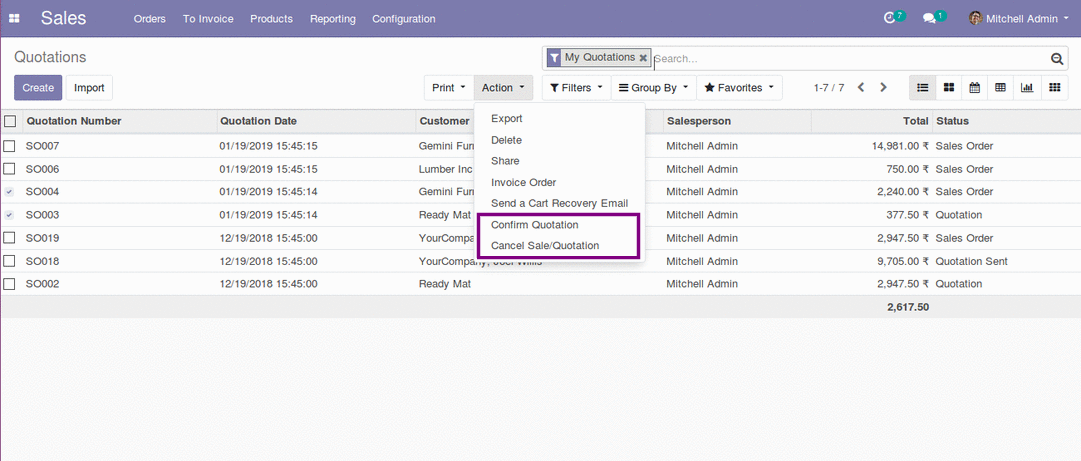 Sales Orders To Invoice Products Reporting Configuration 7 1 Mitchell Admin
Quotations My Quotations Search...
Create Import Print Action Filters Group By Favorites 1-7 / 7
Quotation Number Quotation Date Customer Salesperson Total Status
SO007 01/19/2019 15:45:15 Gemini Mitchell Admin 14,981.00 ₹ Sales Order
SO006 01/19/2019 15:45:15 Lumber Inc Mitchell Admin 750.00 ₹ Sales Order
SO004 01/19/2019 15:45:14 Gemini Mitchell Admin 2,240.00 ₹ Sales Order
SO003 01/19/2019 15:45:14 Ready Mat Mitchell Admin 377.50 ₹ Quotation
SO019 12/19/2018 15:45:00 YourCompa Mitchell Admin 2,947.50 ₹ Sales Order
SO018 12/19/2018 15:45:00 YourCompany, Joel Willis Mitchell Admin 9,705.00 ₹ Quotation Sent
SO002 12/19/2018 15:45:00 Ready Mat Mitchell Admin 2,947.50 ₹ Quotation
2,617.50
Export
Delete
Share
Invoice Order
Send a Cart Recovery Email
Confirm Quotation
Cancel Sale/Quotation